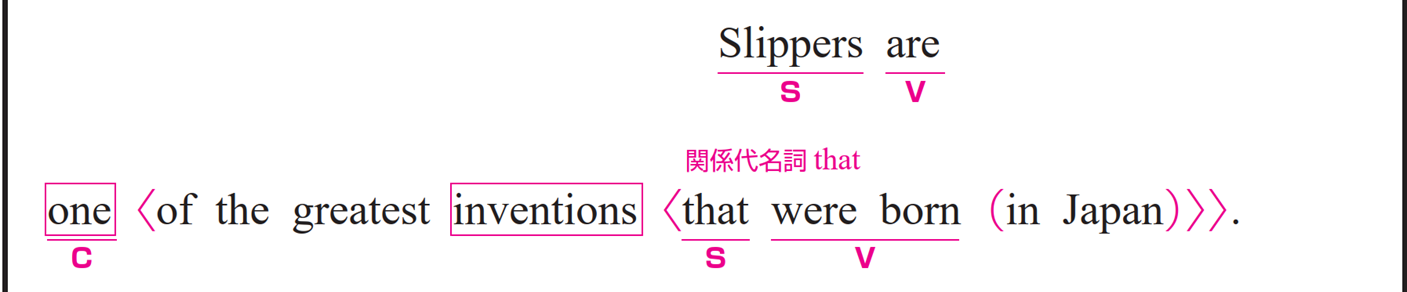 Slippers are
S V
関係代名詞 that
one 〈of the greatest inventions 〈that were born (in Japan)〉〉.
C S V